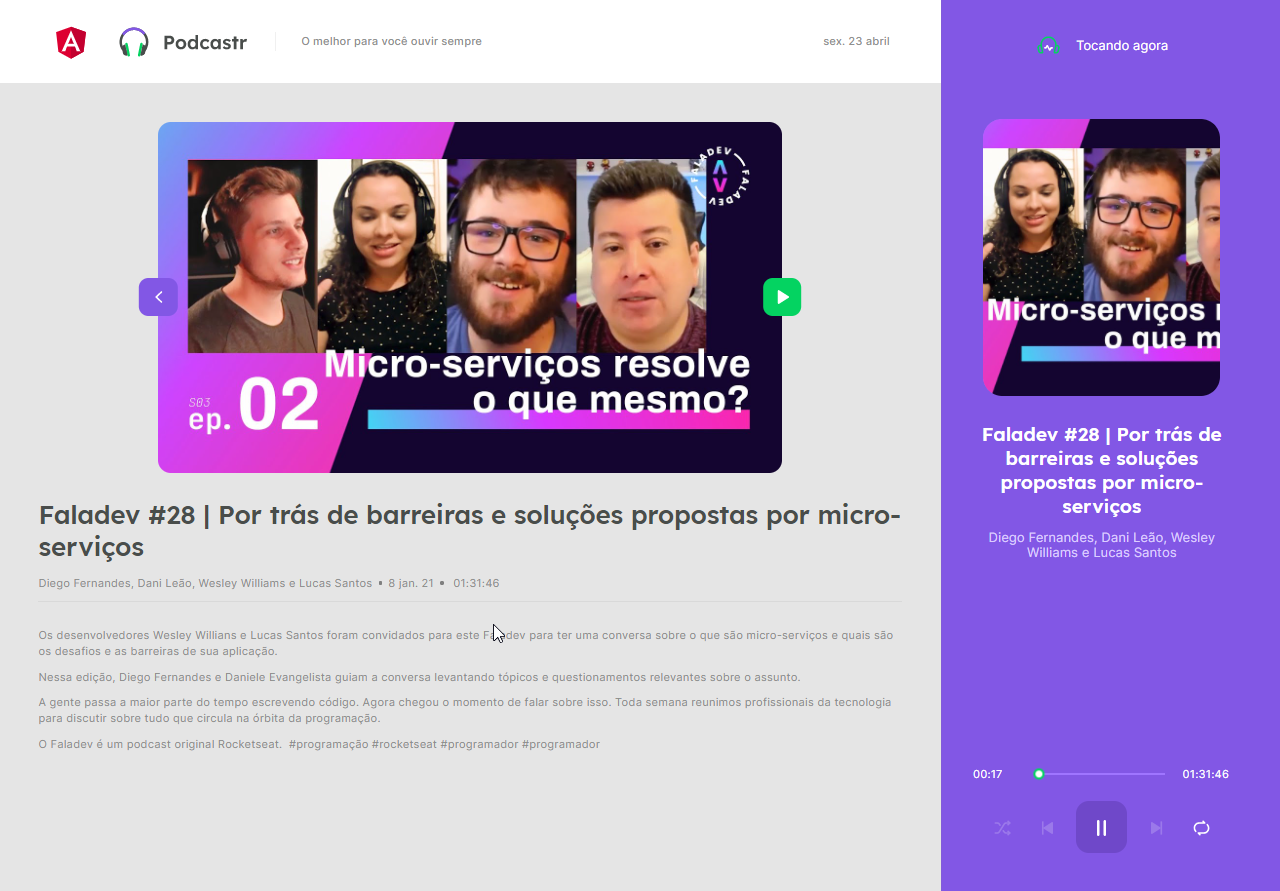 Podcastr
O melhor para você ouvir sempre
sex. 23 abril
FALADEV FALADEV FALADEV
Micro-serviços resolve
o que mesmo?
S03
ep. 02
Faladev #28 | Por trás de barreiras e soluções propostas por micro-
serviços
Diego Fernandes, Dani Leão, Wesley Williams e Lucas Santos • 8 jan. 21 • 01:31:46
Os desenvolvedores Wesley Willians e Lucas Santos foram convidados para este Faladev para ter uma conversa sobre o que são micro-serviços e quais são
os desafios e as barreiras de sua aplicação.
Nessa edição, Diego Fernandes e Daniele Evangelista guiam a conversa levantando tópicos e questionamentos relevantes sobre o assunto.
A gente passa a maior parte do tempo escrevendo código. Agora chegou o momento de falar sobre isso. Toda semana reunimos profissionais da tecnologia
para discutir sobre tudo que circula na órbita da programação.
O Faladev é um podcast original Rocketseat.  #programação #rocketseat #programador #programador
Tocando agora
Micro-serviços r
o que m
Faladev #28 | Por trás de
barreiras e soluções
propostas por micro-
serviços
Diego Fernandes, Dani Leão, Wesley
Williams e Lucas Santos
00:17
01:31:46